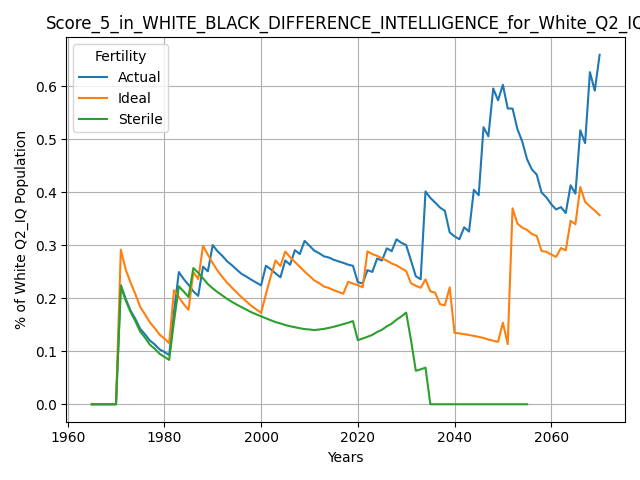 Score_5_in_WHITE_BLACK_DIFFERENCE_INTELLIGENCE_for_White_Q2_IQ
Fertility
Actual
Ideal
Sterile
% of White Q2_IQ Population
0.6
0.5
0.4
0.3
0.2
0.1
0.0
1960 1980 2000 2020 2040 2060
Years